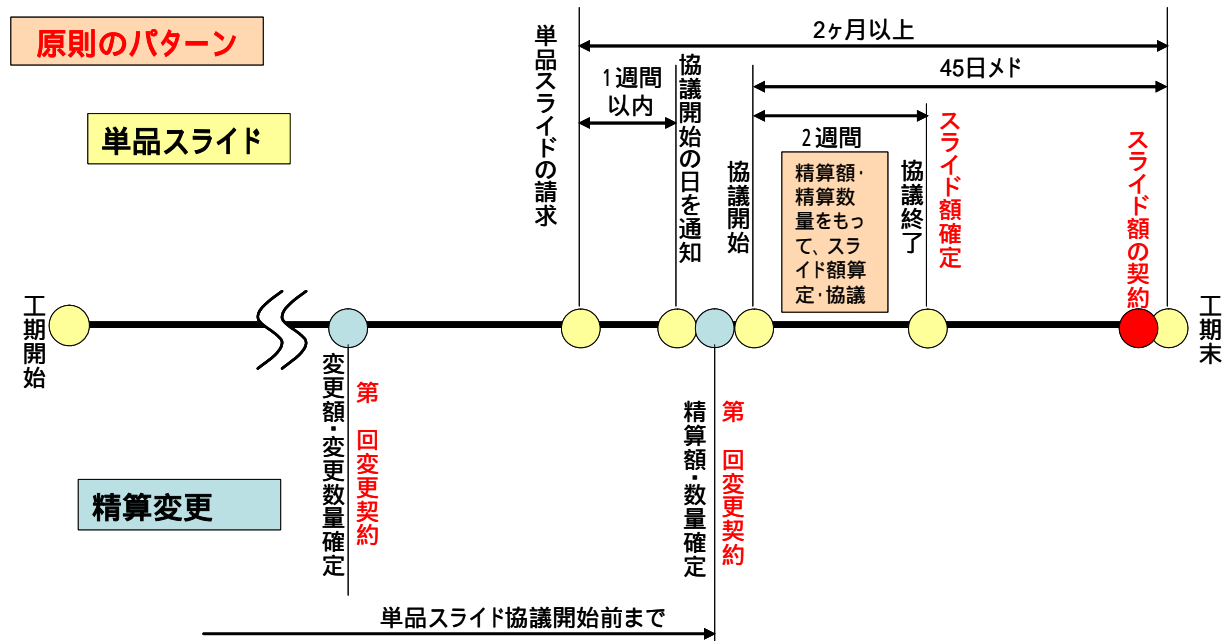 原則のパターン
単品スライド
単品スライドの請求
2ヶ月以上
1週間
以内
協議開始の日を通知
45日メド
協議開始
2週間
精算額・
精算数
量をもっ
て、スラ
イド額算
定・協議
協議終了
スライド額確定
スライド額の契約
工期開始
工期末
変更額・変更数量確定
第　回変更契約
精算額・数量確定
第　回変更契約
精算変更
単品スライド協議開始前まで